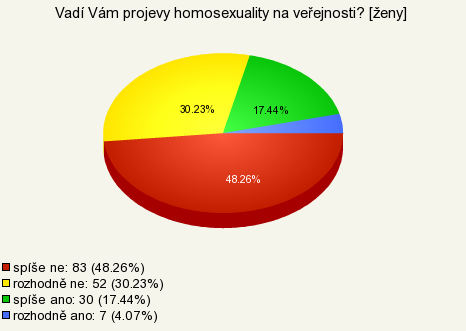 Vadí Vám projevy homosexuality na veřejnosti? [ženy]
30.23%
17.44%
48.26%
spíše ne: 83 (48.26%)
rozhodně ne: 52 (30.23%)
spíše ano: 30 (17.44%)
rozhodně ano: 7 (4.07%)